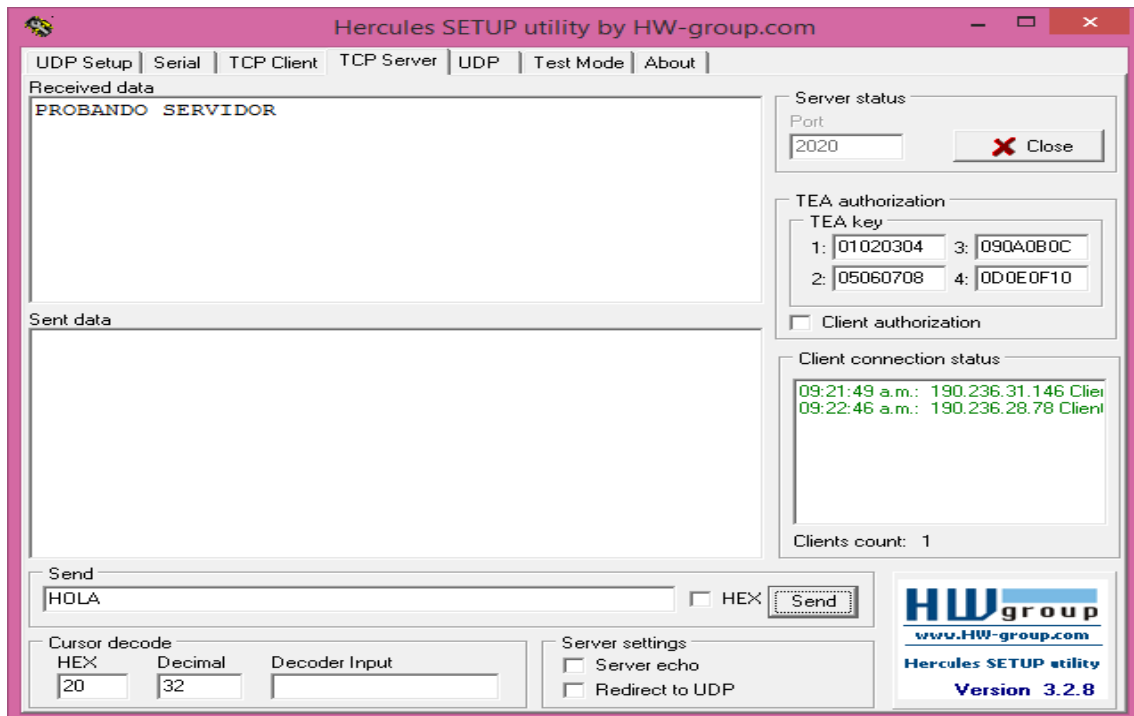 Hercules SETUP utility by HW-group.com
UDP Setup Serial TCP Client TCP Server UDP Test Mode About
Received data
PROBANDO SERVIDOR
Server status
Port
2020
Close
TEA authorization
TEA key
1: 01020304 3: 090A0B0C
2: 05060708 4: 0D0E0F10
Client authorization
Sent data
Client connection status
09:21:49 a.m.: 190.236.31.146
09:22:46 a.m.: 190.236.28.78 Client
Clients count: 1
Send
HOLA
HEX Send
Cursor decode
HEX Decimal Decoder Input
20 32
Server settings
Server echo
Redirect to UDP
HWgroup
www.HW-group.com
Hercules SETUP utility
Version 3.2.8